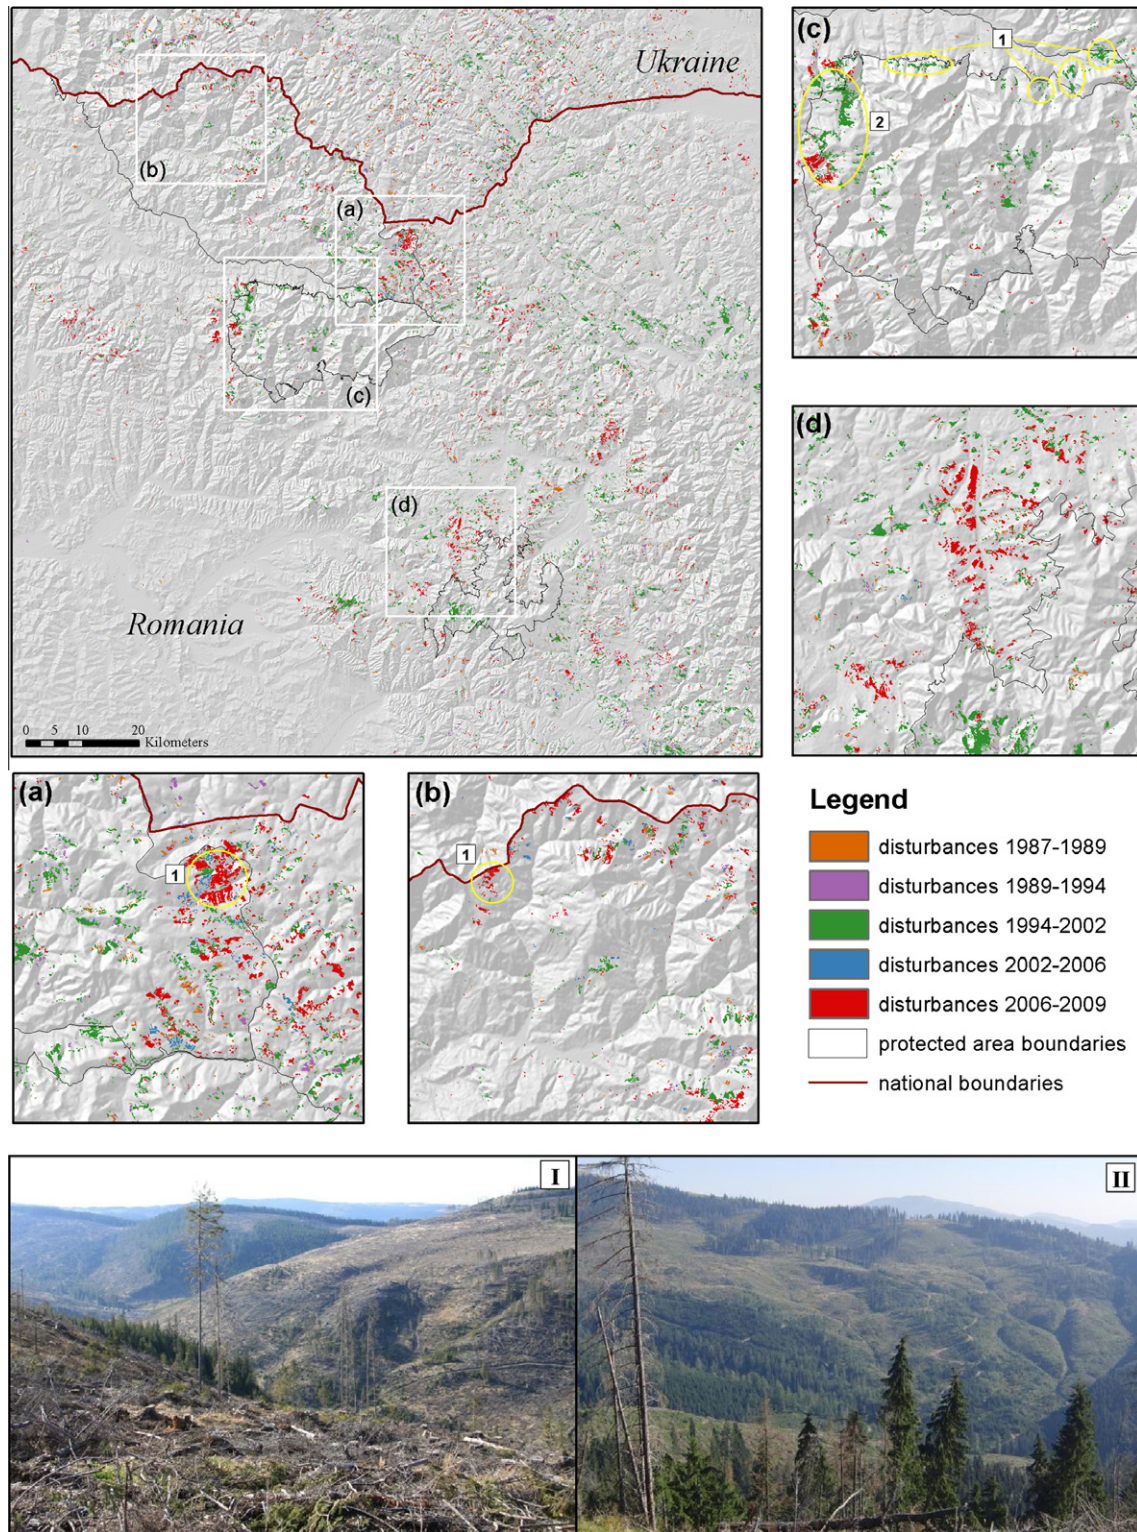 Ukraine
(b)
(a)
(c)
(d)
Romania
0 5 10 20
Kilometers
(c)
1
2
(d)
(a)
1
(b)
1
Legend
disturbances 1987-1989
disturbances 1989-1994
disturbances 1994-2002
disturbances 2002-2006
disturbances 2006-2009
protected area boundaries
national boundaries
I
II